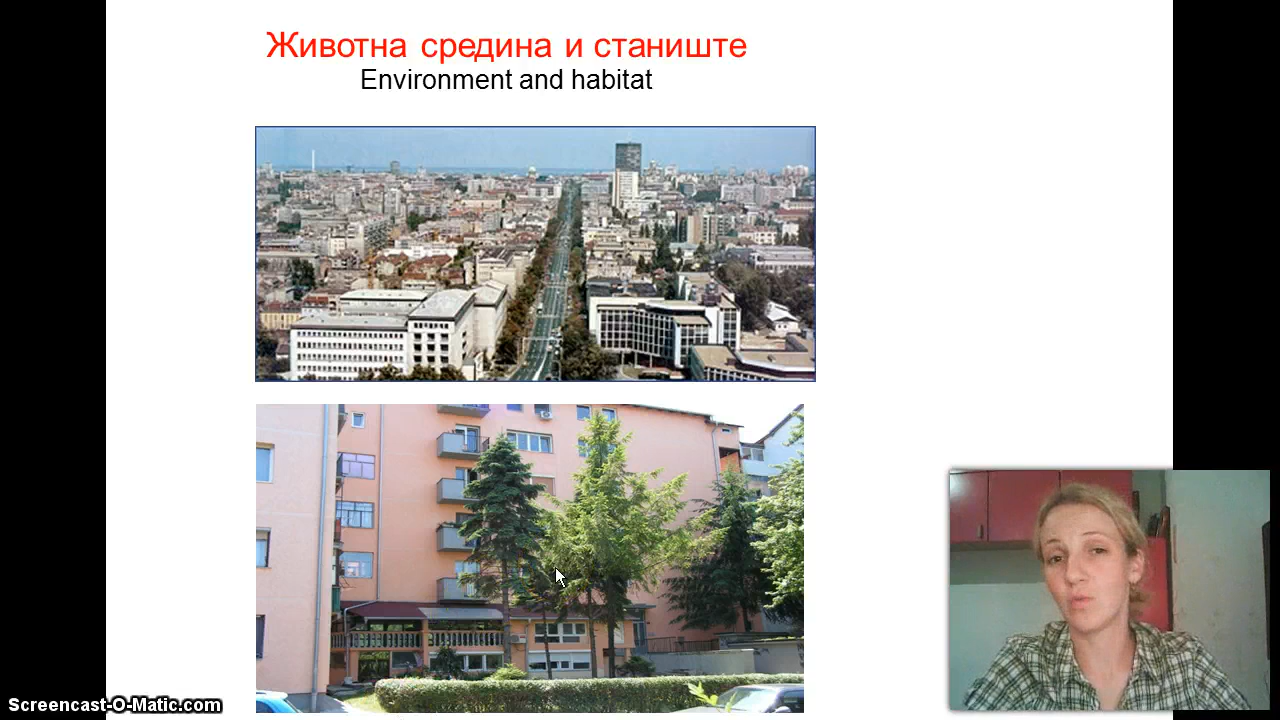 Животна средина и станиште
Environment and habitat
Screencast-O-Matic.com